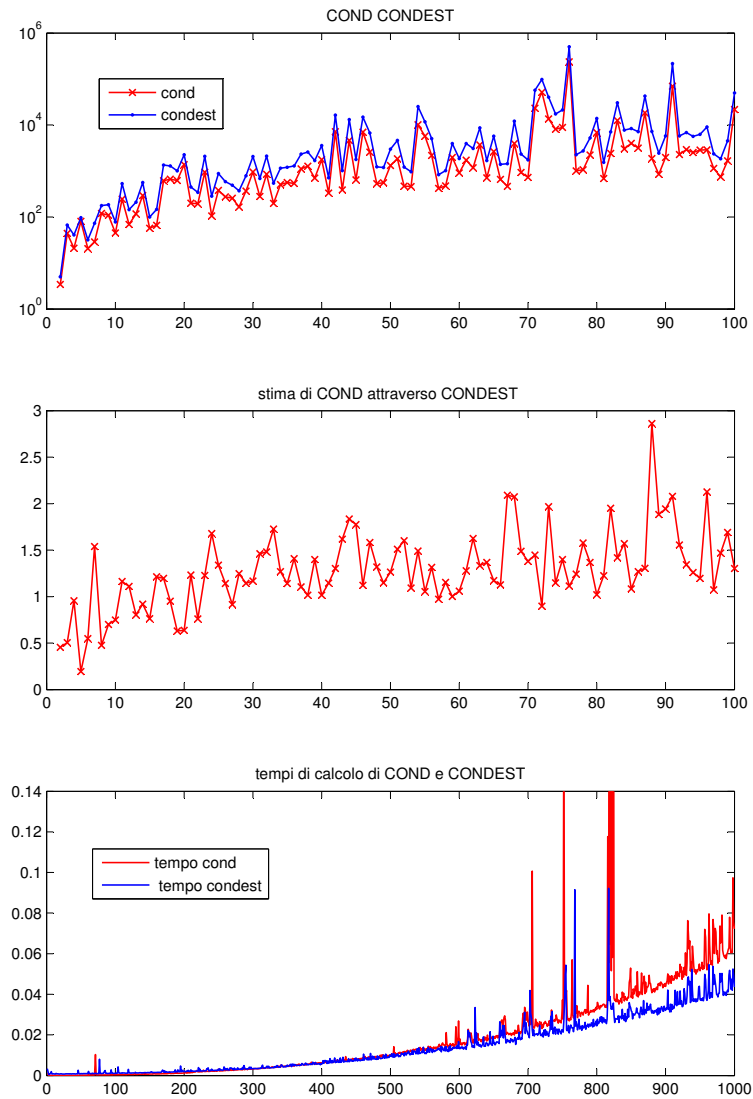 COND CONDEST
10^6
10^4
10^2
10^0
cond
condest
0 10 20 30 40 50 60 70 80 90 100
stima di COND attraverso CONDEST
3
2.5
2
1.5
1
0.5
0
0 10 20 30 40 50 60 70 80 90 100
tempi di calcolo di COND e CONDEST
0.14
0.12
0.1
0.08
0.06
0.04
0.02
0
tempo cond
tempo condest
0 100 200 300 400 500 600 700 800 900 1000